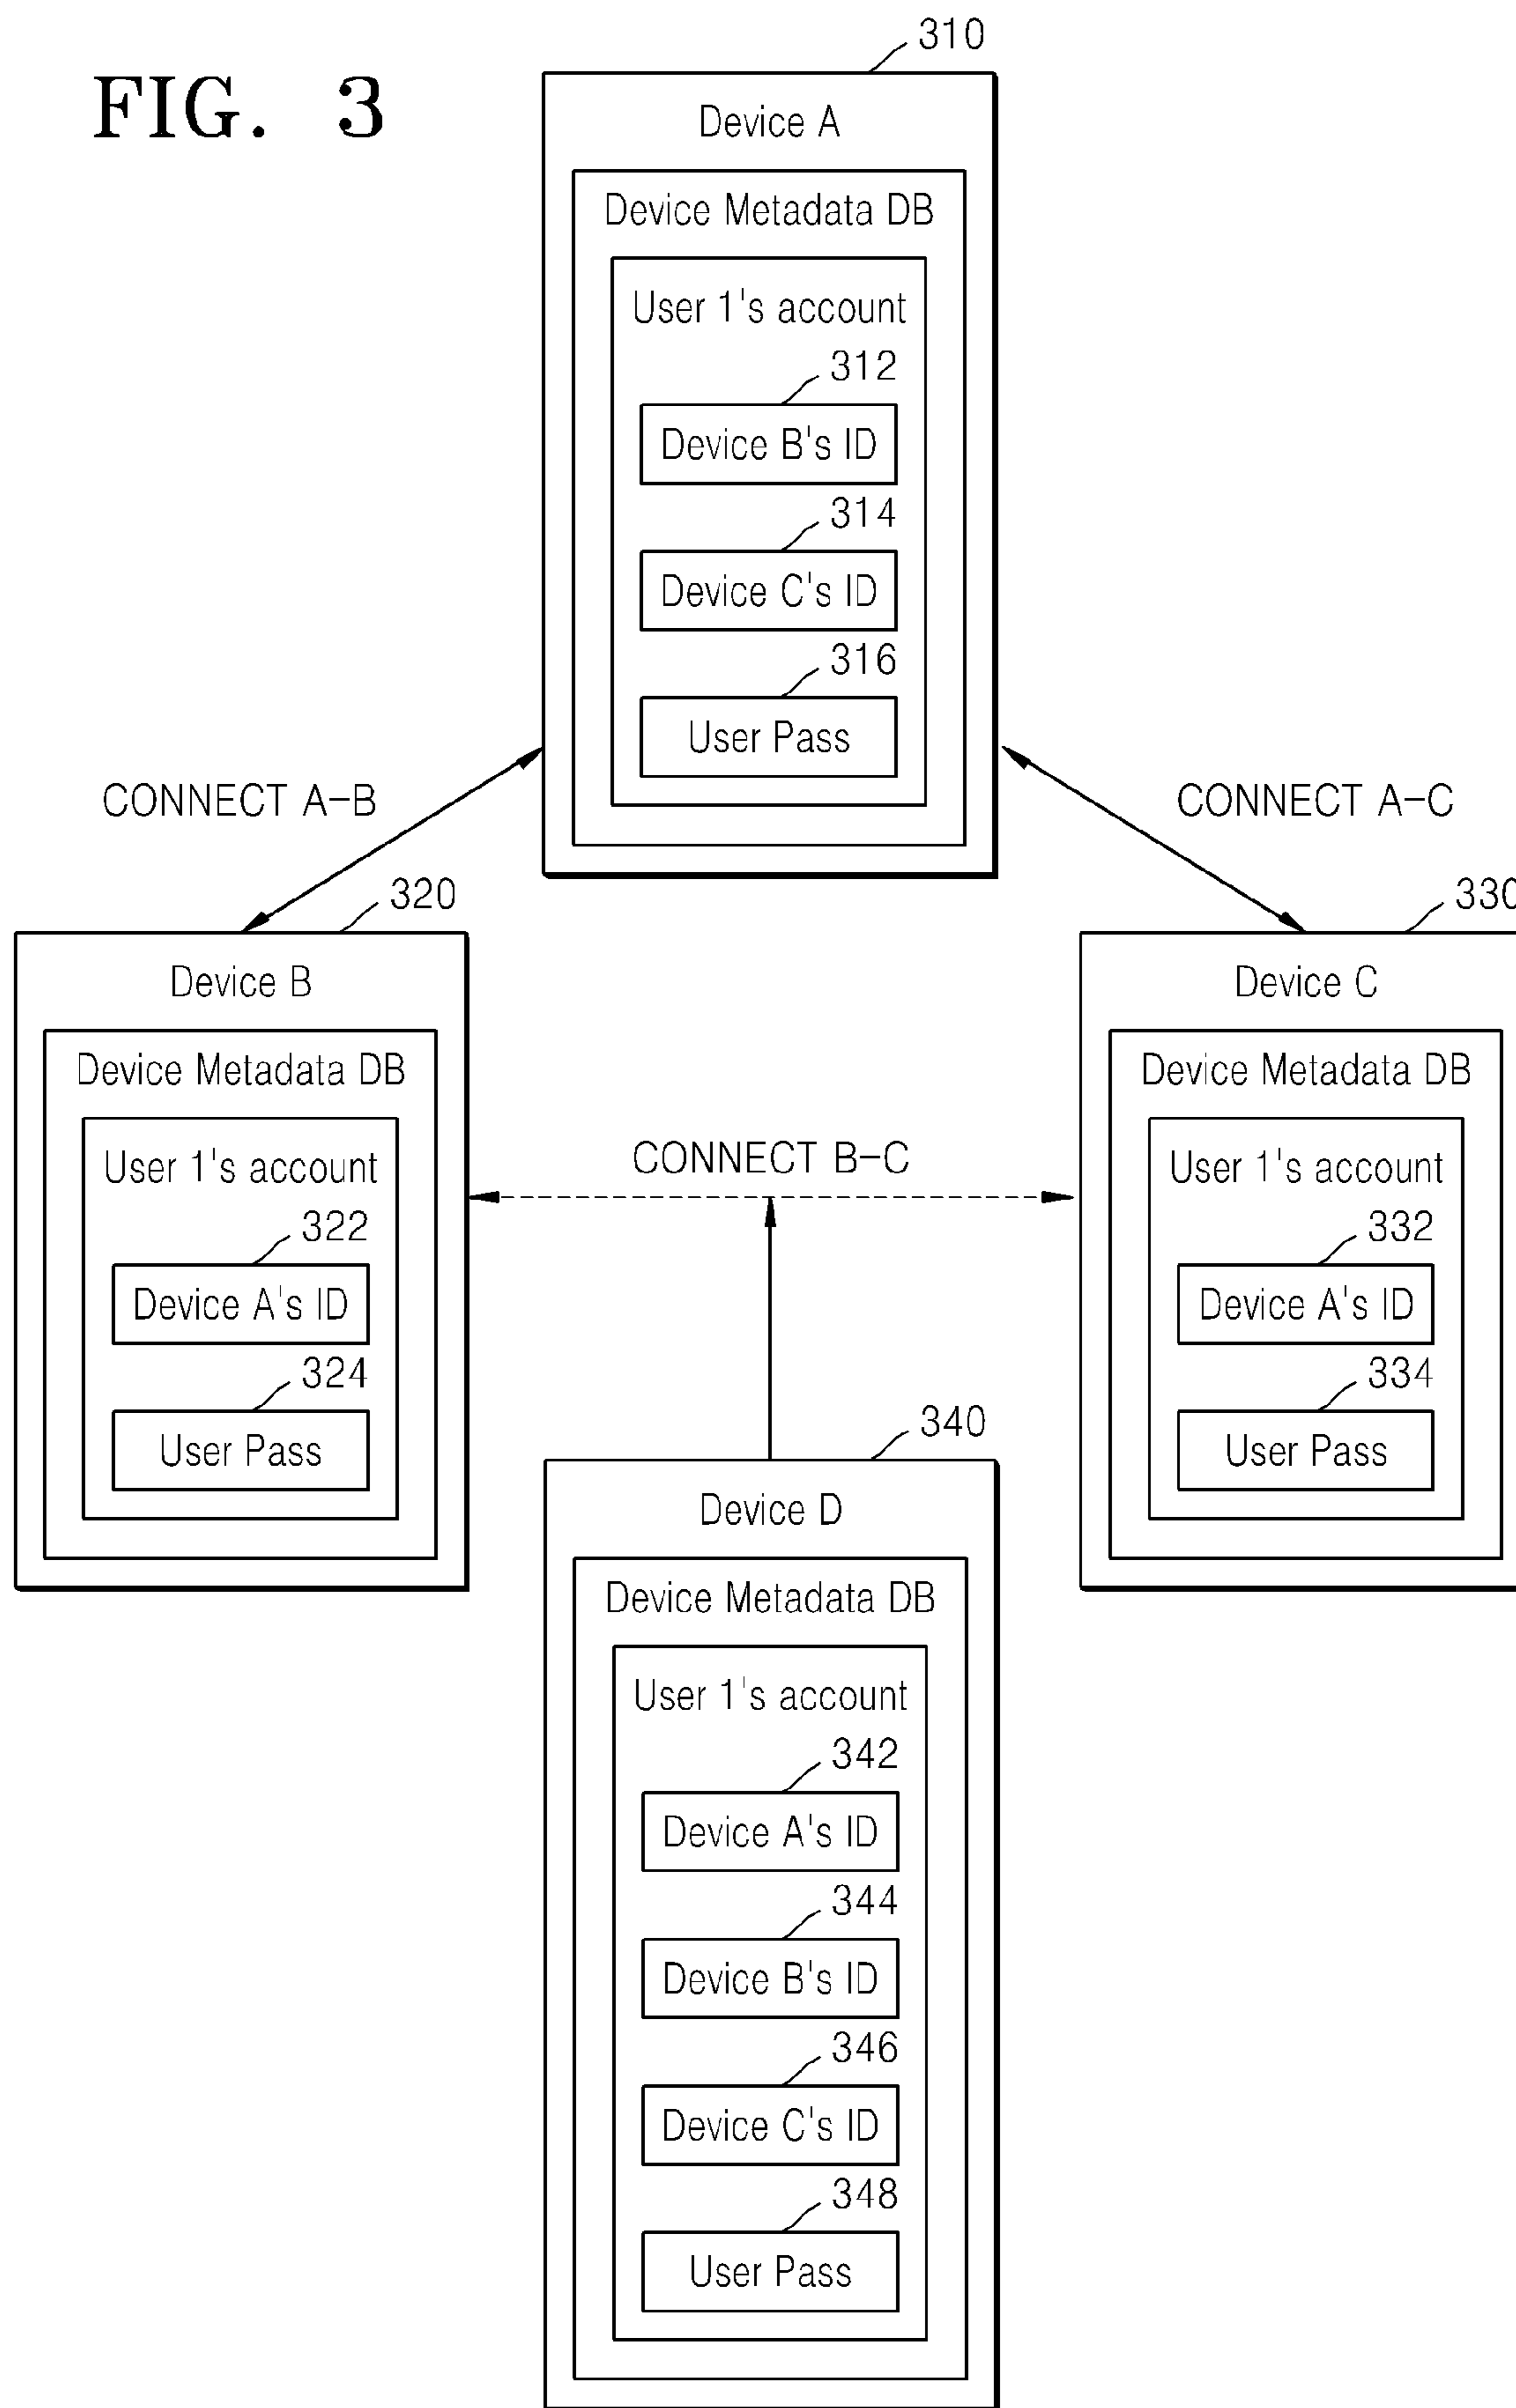 FIG. 3
310
Device A
Device Metadata DB
User 1's account
312
Device B's ID
314
Device C's ID
316
User Pass
CONNECT A-B
CONNECT A-C
320
Device B
Device Metadata DB
User 1's account
322
Device A's ID
324
User Pass
330
Device C
Device Metadata DB
User 1's account
332
Device A's ID
334
User Pass
CONNECT B-C
340
Device D
Device Metadata DB
User 1's account
342
Device A's ID
344
Device B's ID
346
Device C's ID
348
User Pass